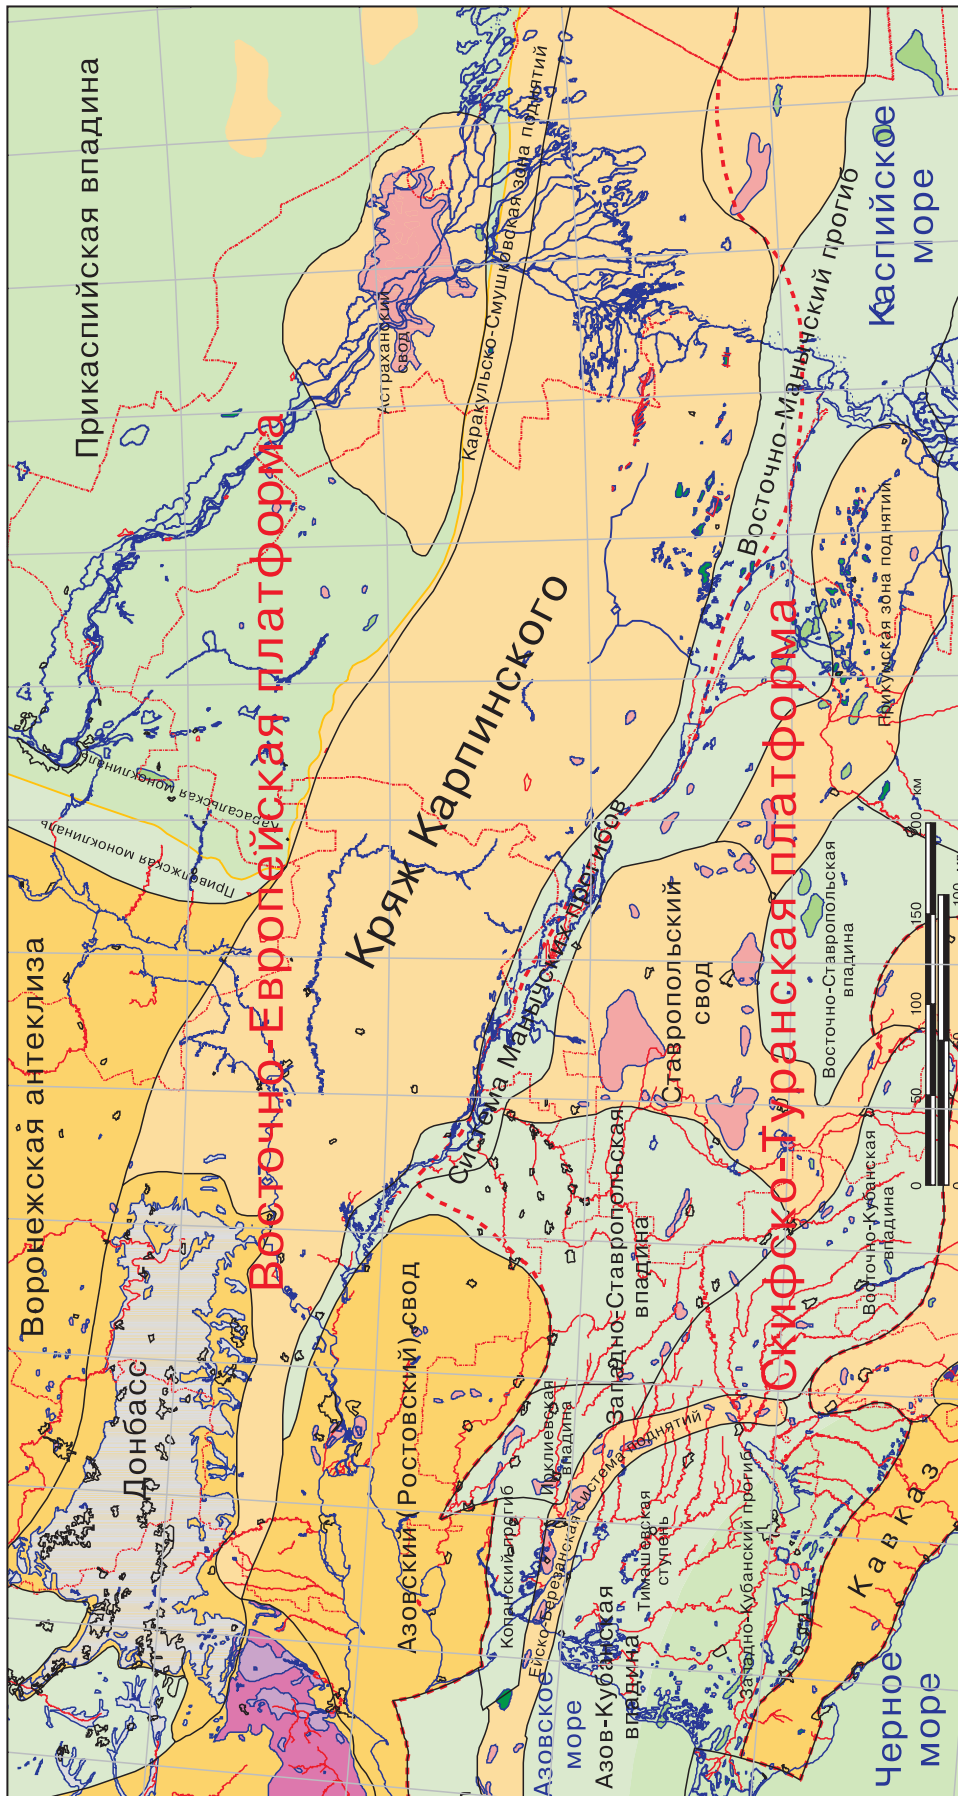 Воронежская антеклиза
Прикаспийская впадина
Приволжская моноклиналь
Карасальская моноклиналь
Донбасс
Восточно-Европейская платформа
Астраханский
свод
Кряж Карпинского
Каракульско-Смушковская зона поднятий
Азовский (Ростовский) свод
Система Манычских прогибов
Восточно-Манычский прогиб
Каспийское
море
Копанский прогиб
Ирклиевская
впадина
Западно-Ставропольская
впадина
Ставропольский
свод
Ейско-Березанская система поднятий
Азовское
море
Азов-Кубанская
впадина
Тимашевская
ступень
Скифско-Туранская платформа
Западно-Кубанский прогиб
Восточно-Ставропольская
впадина
Прикумская зона поднятий
Восточно-Кубанская
впадина
Кавказ
Черное
море
0 50 100 150 200 км